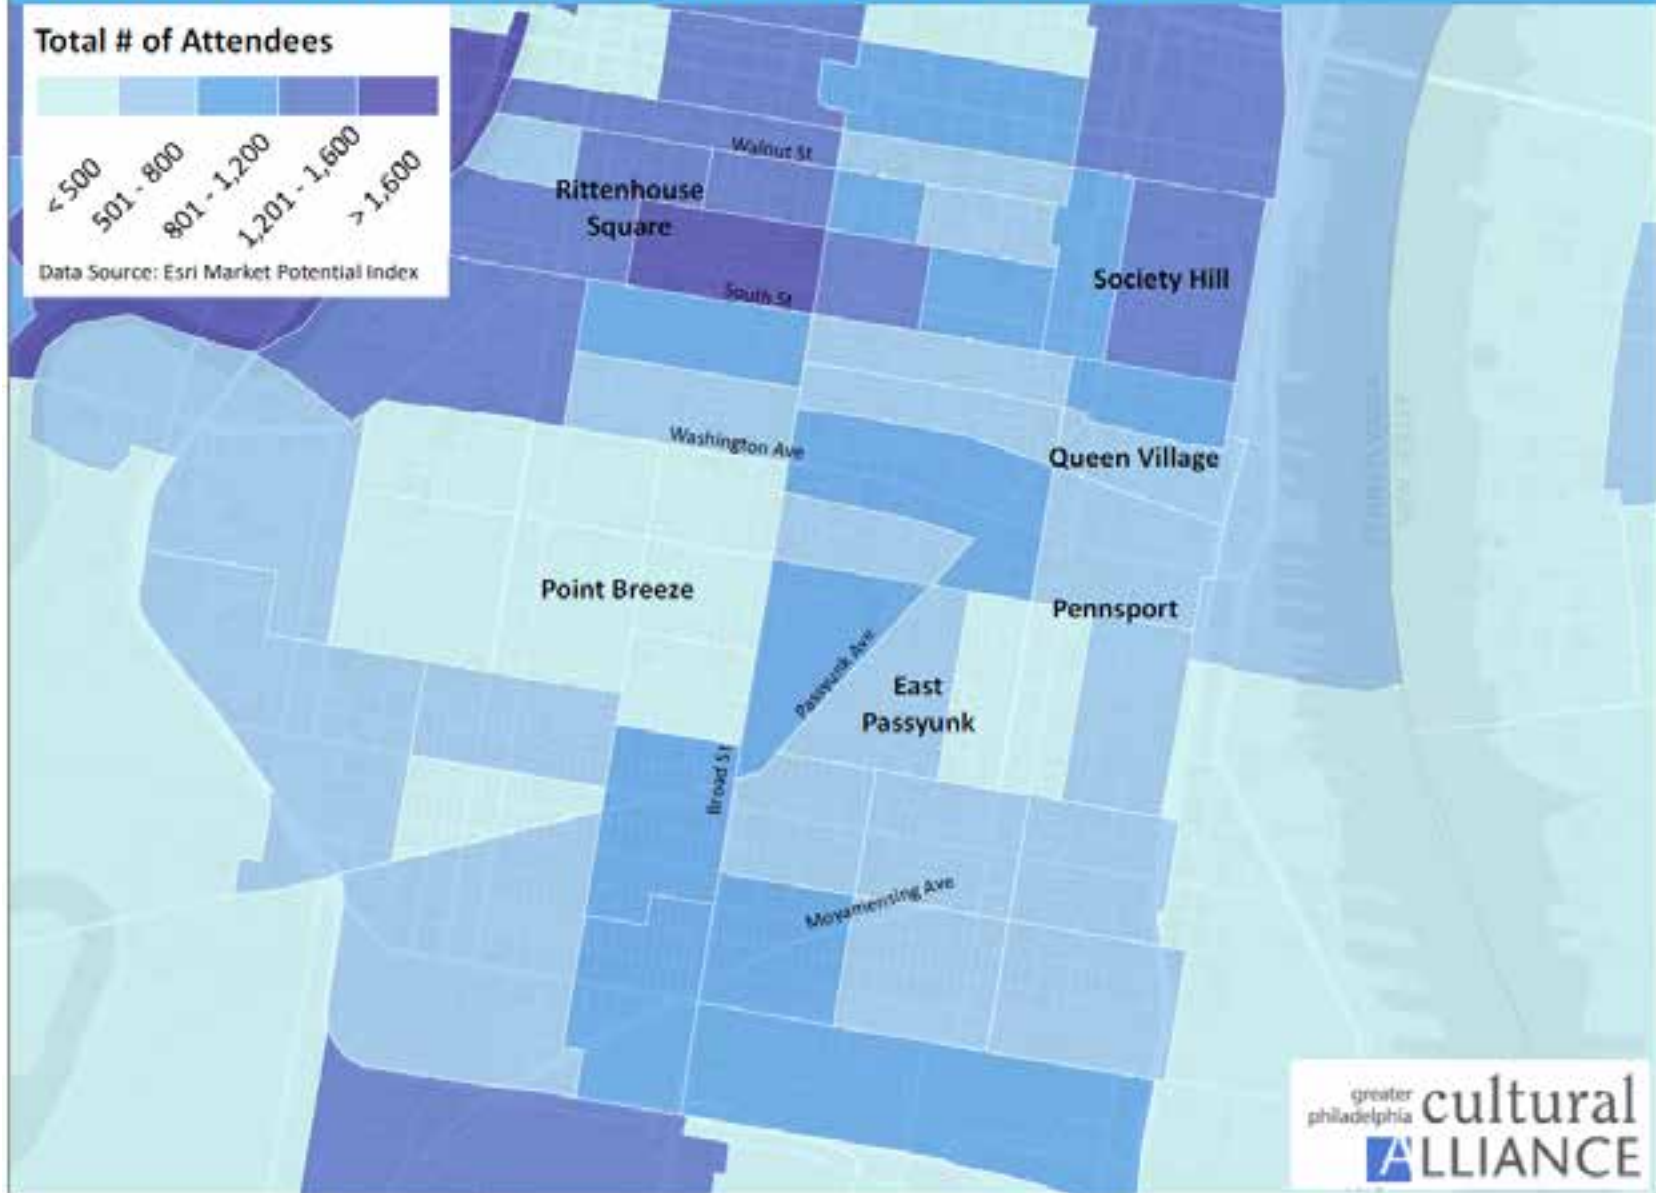 Total # of Attendees
<500
501 - 800
801 - 1,200
1,201 - 1,600
> 1,600
Data Source: Esri Market Potential Index
Walnut St
Rittenhouse
Square
South St
Society Hill
Washington Ave
Queen Village
Point Breeze
Pennsport
Passyunk Ave
East
Passyunk
Broad St
Moyamensing Ave
greater
philadelphia
cultural
ALLIANCE